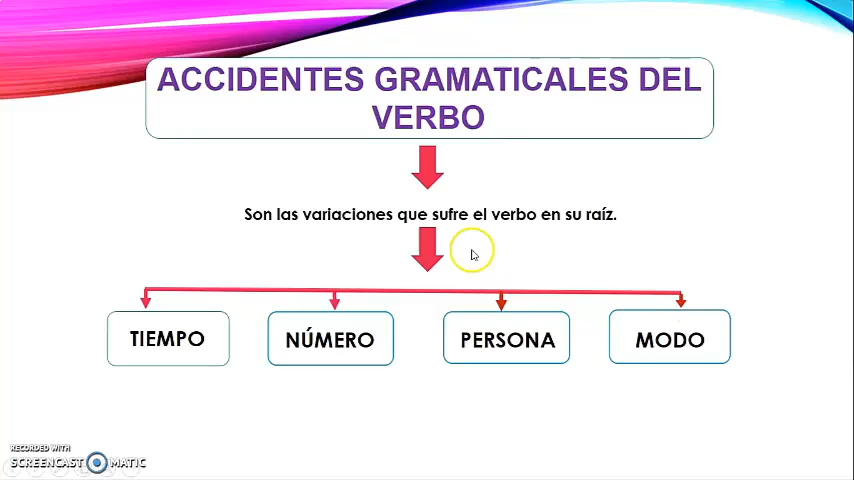 ACCIDENTES GRAMATICALES DEL
VERBO
Son las variaciones que sufre el verbo en su raíz.
TIEMPO
NÚMERO
PERSONA
MODO
RECORDED WITH
SCREENCAST MATIC